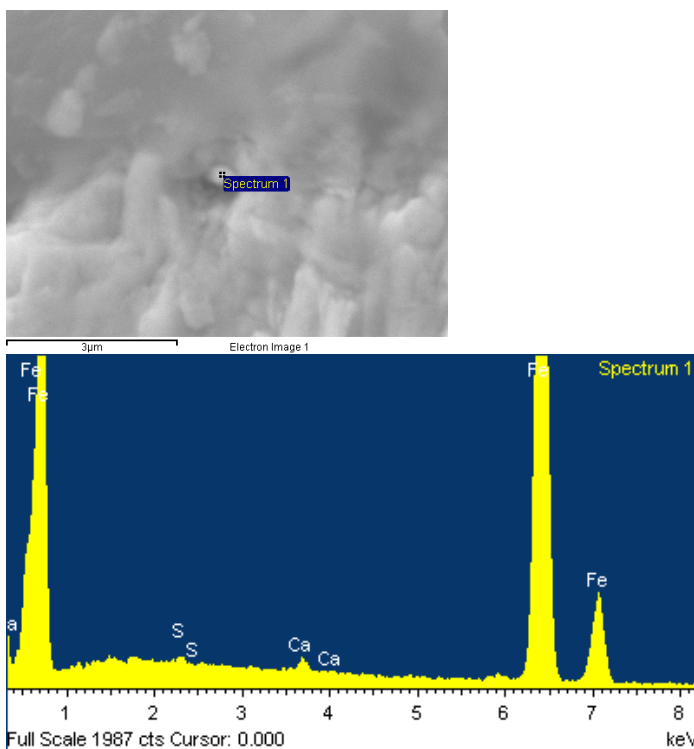 Spectrum 1
3µm
Electron Image 1
Fe
Fe
Fe
Spectrum 1
Fe
a
S
S
Ca
Ca
1 2 3 4 5 6 7 8
Full Scale 1987 cts Cursor: 0.000
keV